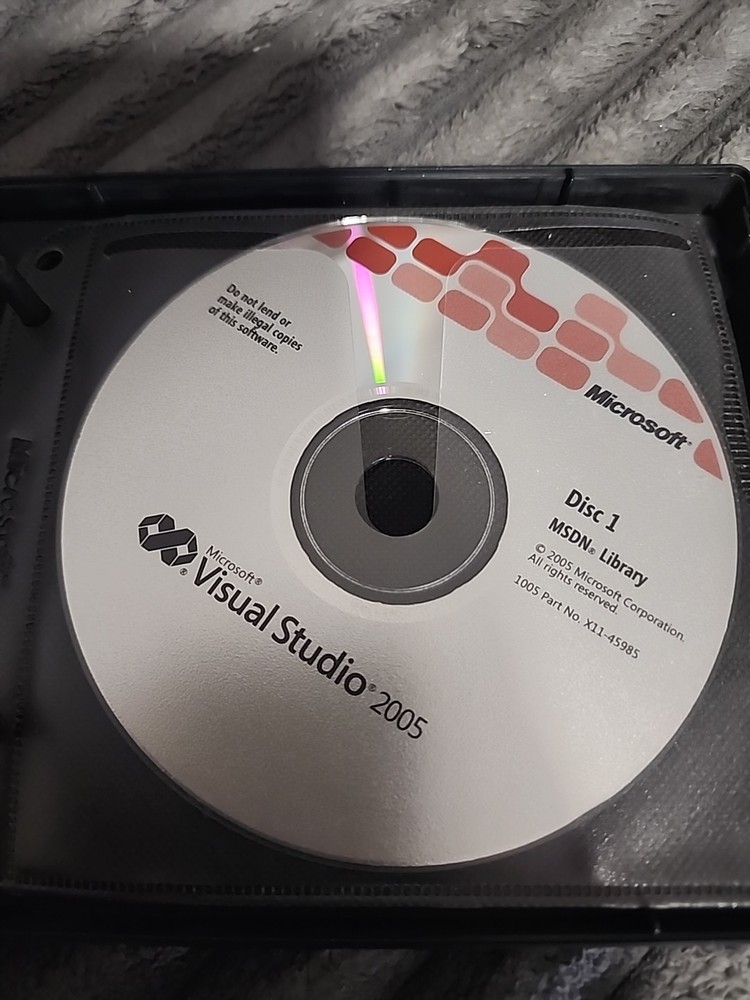 Do not lend or
make illegal copies
of this software.
Microsoft®
Disc 1
MSDN® Library
© 2005 Microsoft Corporation.
All rights reserved.
1005 Part No. X11-45985
Microsoft®
Visual Studio® 2005